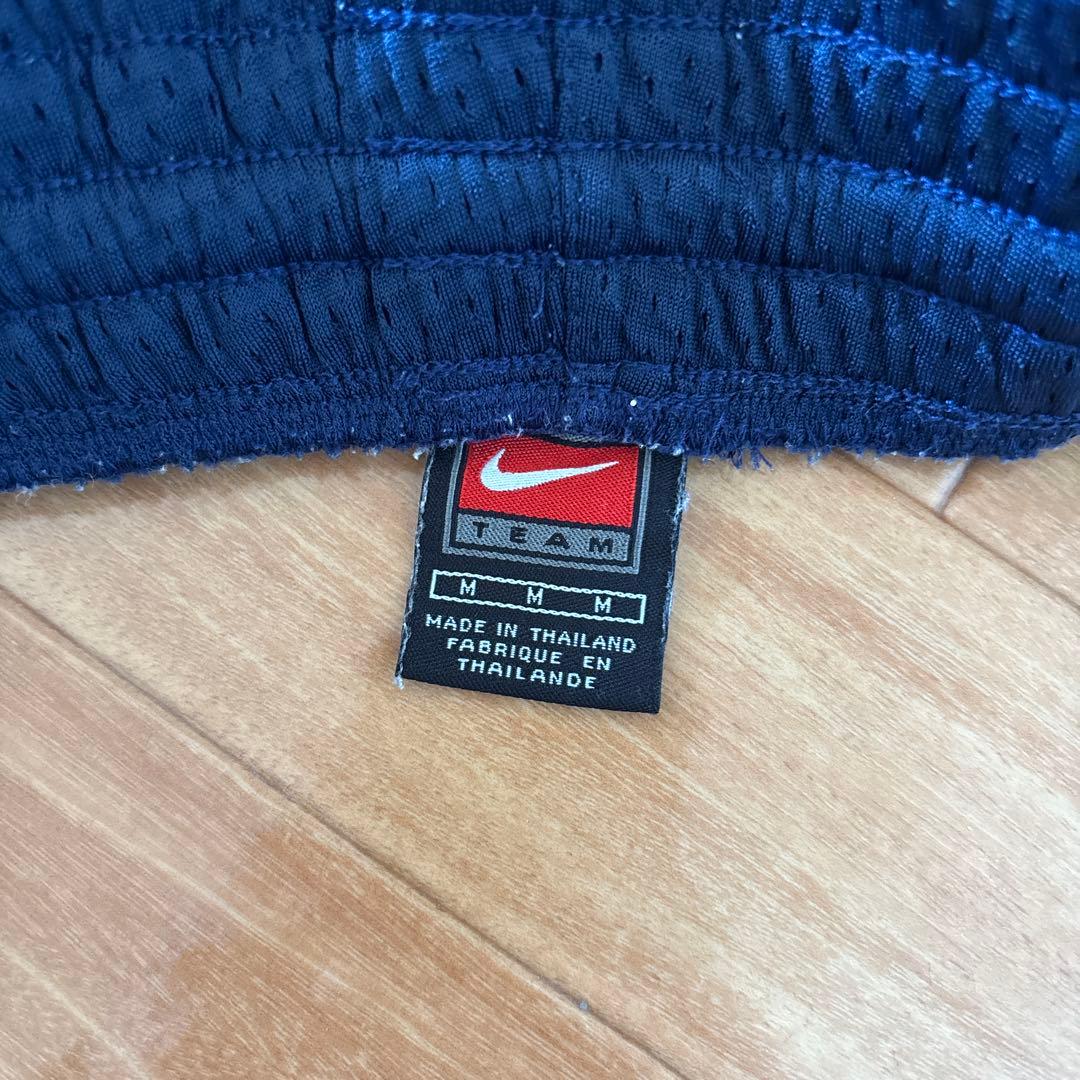 TEAM
M M M
MADE IN THAILAND
FABRIQUE EN
THAILANDE